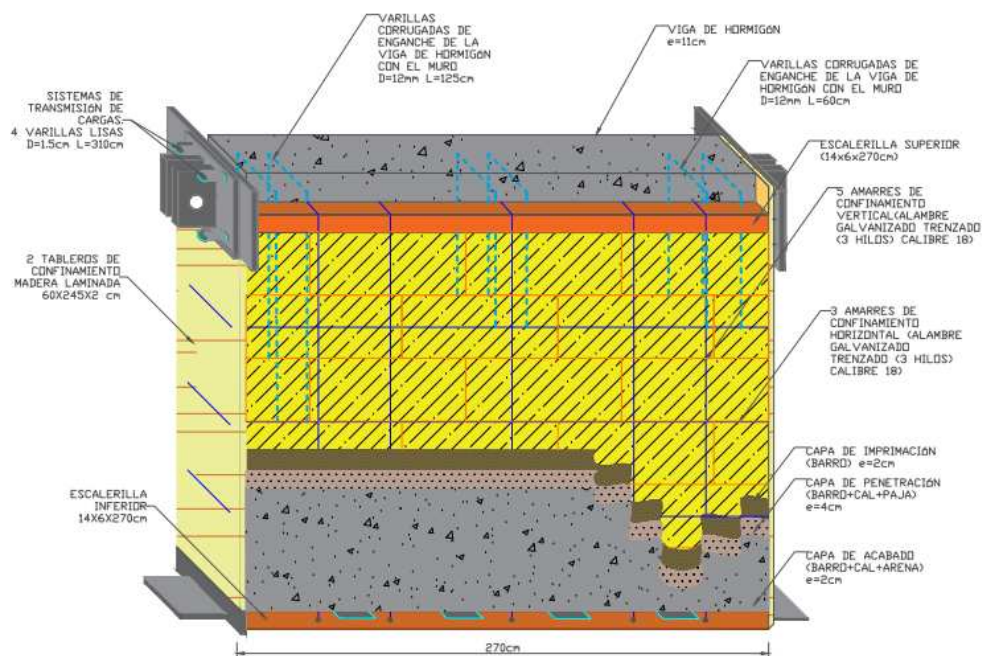 VARILLAS
CORRUGADAS DE
ENGANCHE DE LA
VIGA DE HORMIGÓN
CON EL MURO
D=12mm L=125cm
VIGA DE HORMIGÓN
e=11cm
VARILLAS CORRUGADAS DE
ENGANCHE DE LA VIGA DE
HORMIGÓN CON EL MURO
D=12mm L=60cm
SISTEMAS DE
TRANSMISIÓN DE
CARGAS.
4 VARILLAS LISAS
D=1.5cm L=310cm
ESCALERILLA SUPERIOR
(14x6x270cm)
5 AMARRES DE
CONFINAMIENTO
VERTICAL(ALAMBRE
GALVANIZADO TRENZADO
(3 HILOS) CALIBRE 18)
2 TABLEROS DE
CONFINAMIENTO
MADERA LAMINADA
60X245X2 cm
3 AMARRES DE
CONFINAMIENTO
HORIZONTAL (ALAMBRE
GALVANIZADO
TRENZADO (3 HILOS)
CALIBRE 18)
CAPA DE IMPRIMACIÓN
(BARRO) e=2cm
CAPA DE PENETRACIÓN
(BARRO+CAL+PAJA)
e=4cm
ESCALERILLA
INFERIOR
14X6X270cm
CAPA DE ACABADO
(BARRO+CAL+ARENA)
e=2cm
270cm